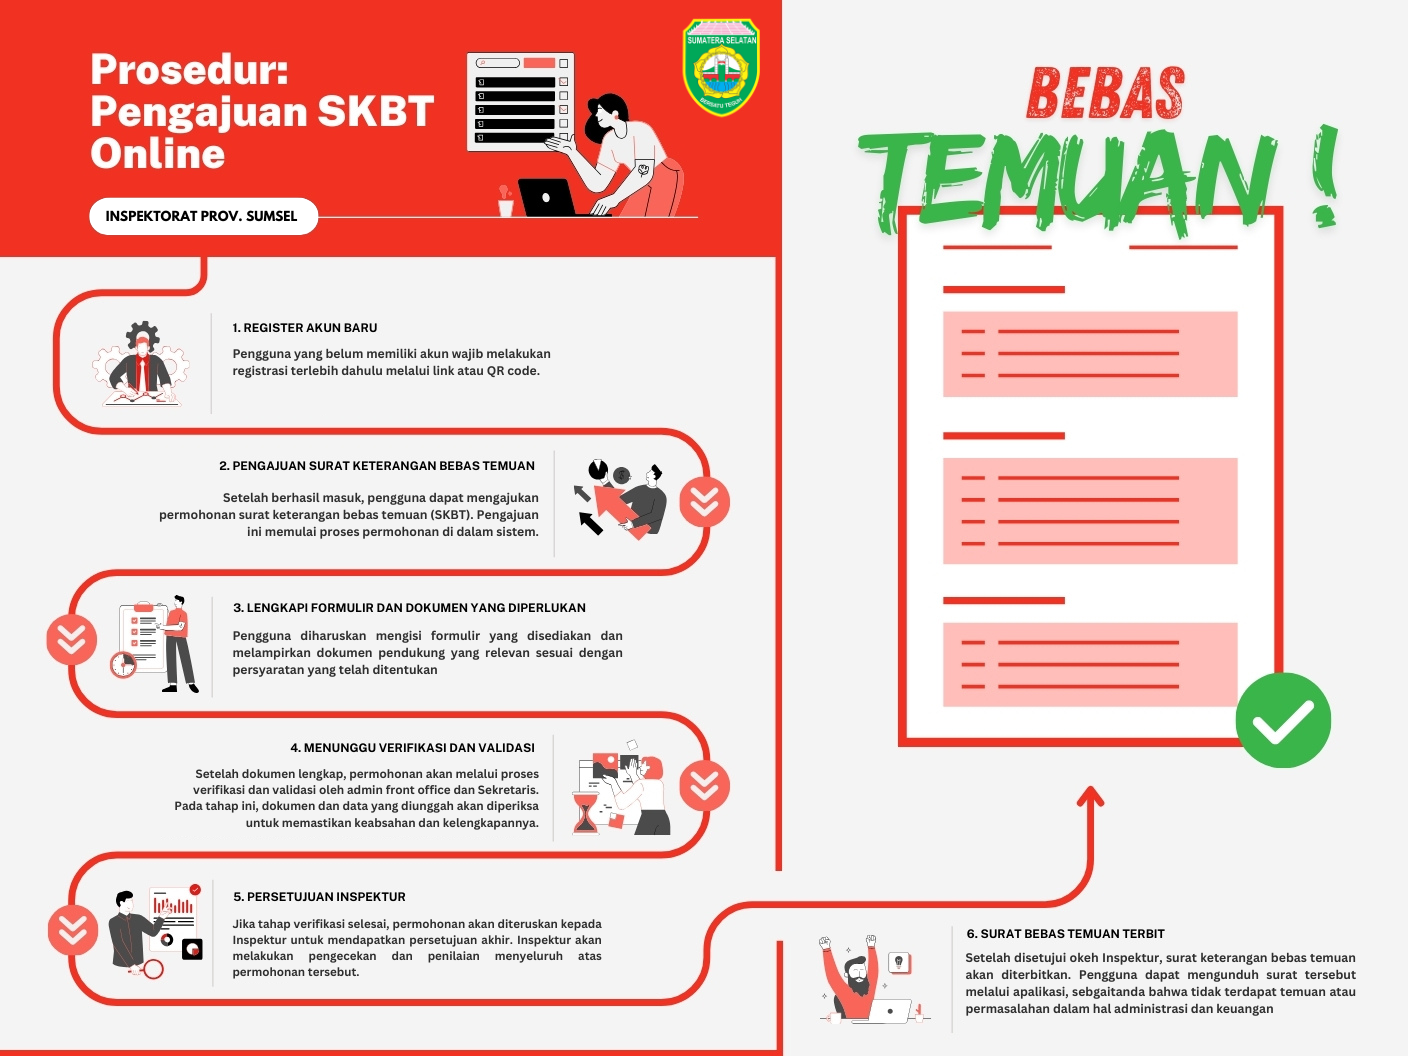 Prosedur:
Pengajuan SKBT
Online
INSPEKTORAT PROV. SUMSEL
SUMATERA SELATAN
BERSATU TEGUH
BEBAS
TEMUAN !
1. REGISTER AKUN BARU
Pengguna yang belum memiliki akun wajib melakukan
registrasi terlebih dahulu melalui link atau QR code.
2. PENGAJUAN SURAT KETERANGAN BEBAS TEMUAN
Setelah berhasil masuk, pengguna dapat mengajukan
permohonan surat keterangan bebas temuan (SKBT). Pengajuan
ini memulai proses permohonan di dalam sistem.
3. LENGKAPI FORMULIR DAN DOKUMEN YANG DIPERLUKAN
Pengguna diharuskan mengisi formulir yang disediakan dan
melampirkan dokumen pendukung yang relevan sesuai dengan
persyaratan yang telah ditentukan
4. MENUNGGU VERIFIKASI DAN VALIDASI
Setelah dokumen lengkap, permohonan akan melalui proses
verifikasi dan validasi oleh admin front office dan Sekretaris.
Pada tahap ini, dokumen dan data yang diunggah akan diperiksa
untuk memastikan keabsahan dan kelengkapannya.
5. PERSETUJUAN INSPEKTUR
Jika tahap verifikasi selesai, permohonan akan diteruskan kepada
Inspektur untuk mendapatkan persetujuan akhir. Inspektur akan
melakukan pengecekan dan penilaian menyeluruh atas
permohonan tersebut.
6. SURAT BEBAS TEMUAN TERBIT
Setelah disetujui okeh Inspektur, surat keterangan bebas temuan
akan diterbitkan. Pengguna dapat mengunduh surat tersebut
melalui apalikasi, sebgaitanda bahwa tidak terdapat temuan atau
permasalahan dalam hal administrasi dan keuangan